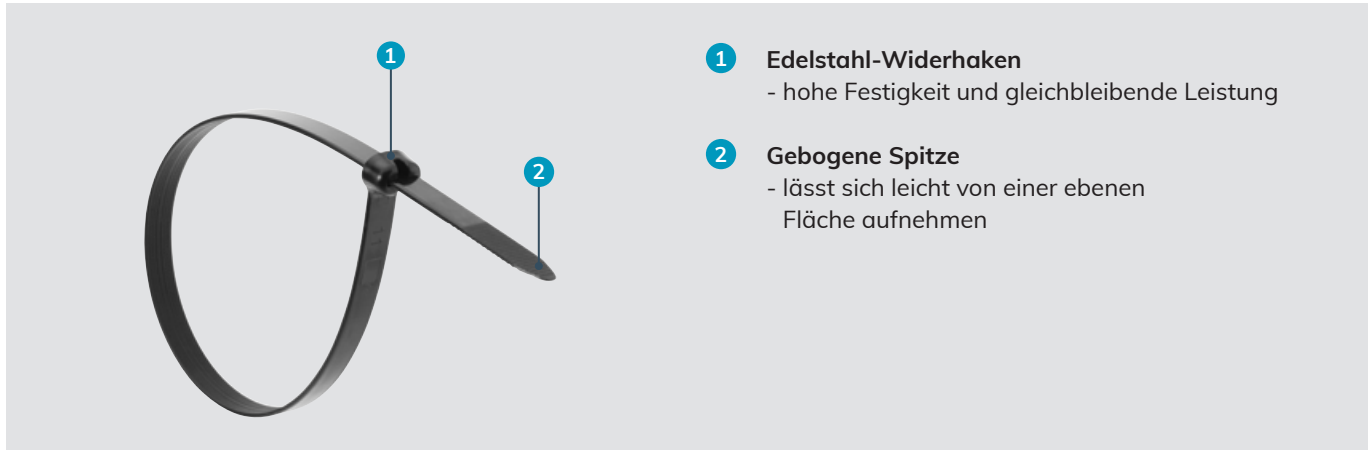 1
2
1 Edelstahl-Widerhaken
- hohe Festigkeit und gleichbleibende Leistung
2 Gebogene Spitze
- lässt sich leicht von einer ebenen
Fläche aufnehmen